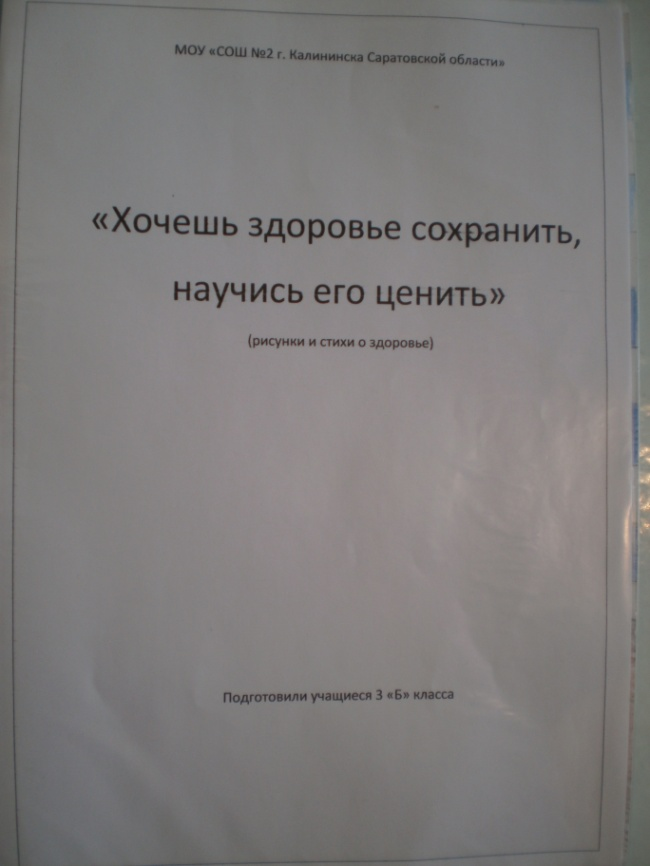 МОУ «СОШ №2 г. Калининска Саратовской области»
«Хочешь здоровье сохранить,
научись его ценить»
(рисунки и стихи о здоровье)
Подготовили учащиеся 3 «Б» класса